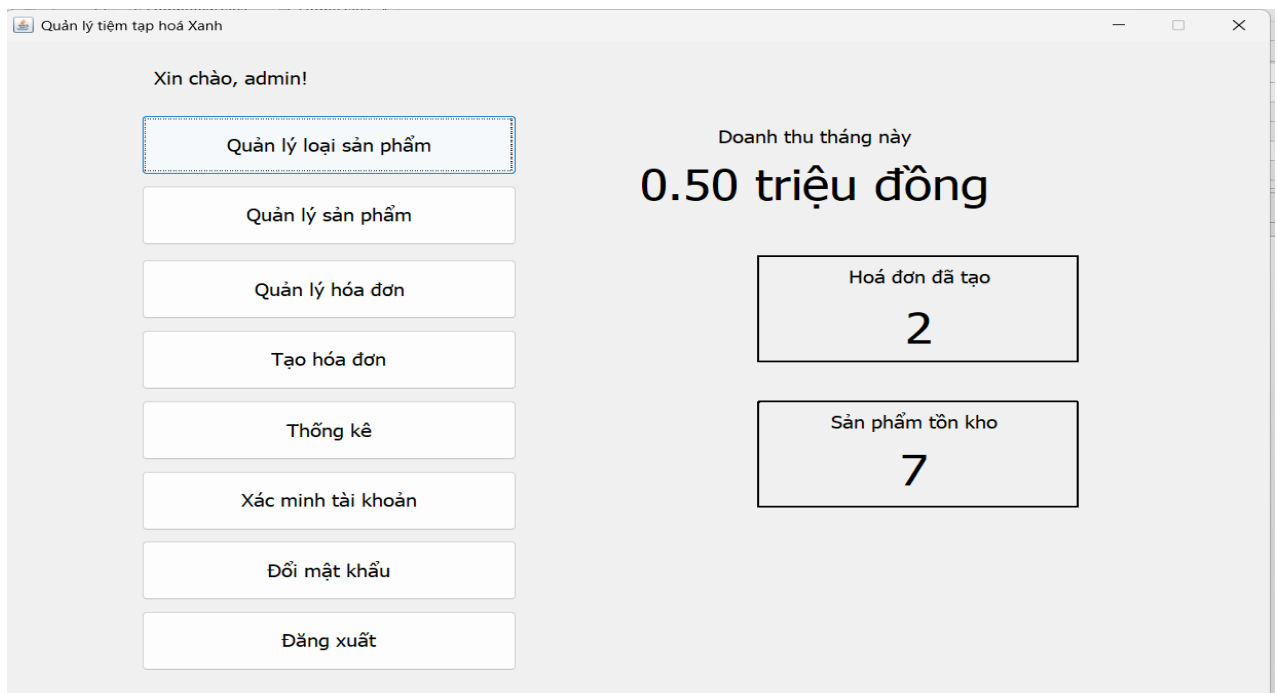 Quản lý tiệm tạp hoá Xanh
Xin chào, admin!
Quản lý loại sản phẩm
Quản lý sản phẩm
Quản lý hóa đơn
Tạo hóa đơn
Thống kê
Xác minh tài khoản
Đổi mật khẩu
Đăng xuất
Doanh thu tháng này
0.50 triệu đồng
Hoá đơn đã tạo
2
Sản phẩm tồn kho
7